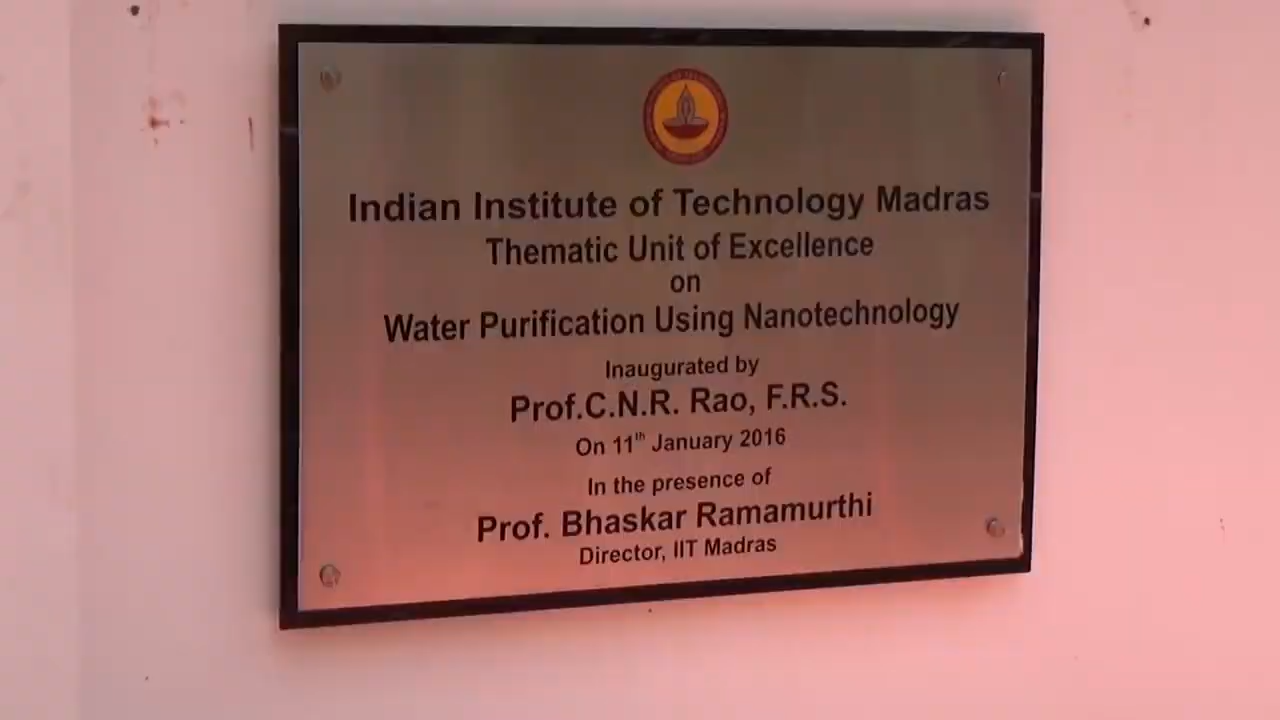 Indian Institute of Technology Madras
Thematic Unit of Excellence
on
Water Purification Using Nanotechnology
Inaugurated by
Prof.C.N.R. Rao, F.R.S.
On 11th January 2016
In the presence of
Prof. Bhaskar Ramamurthi
Director, IIT Madras